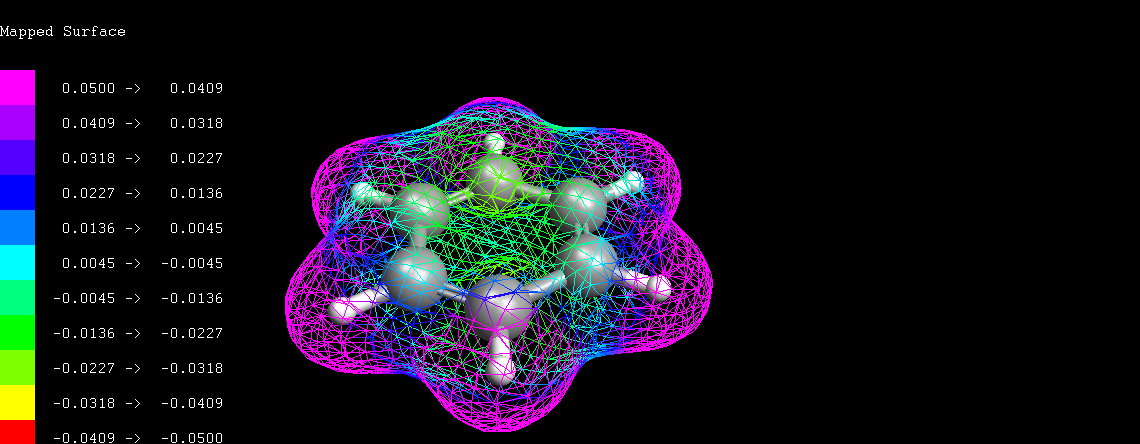 Mapped Surface
0.0500 -> 0.0409
0.0409 -> 0.0318
0.0318 -> 0.0227
0.0227 -> 0.0136
0.0136 -> 0.0045
0.0045 -> -0.0045
-0.0045 -> -0.0136
-0.0136 -> -0.0227
-0.0227 -> -0.0318
-0.0318 -> -0.0409
-0.0409 -> -0.0500